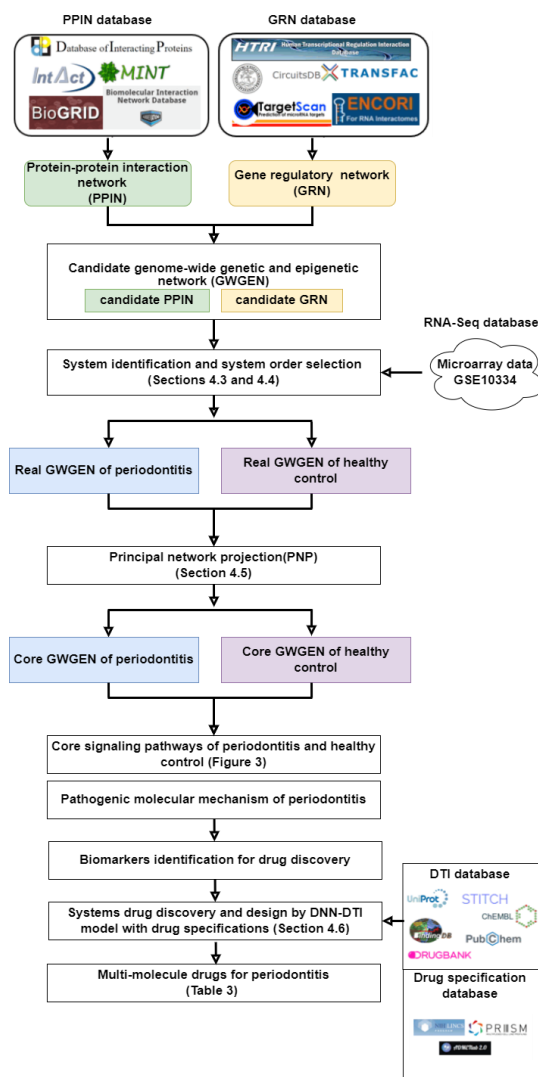 PPIN database
GRN database
Database of Interacting Proteins
IntAct
MINT
Biomolecular Interaction
Network Database
BioGRID
HTRI Human Transcriptional Regulation Interaction
Database
CircuitsDB
TRANSFAC
TargetScan
Prediction of microRNA targets
ENCORI
For RNA Interactomes
Protein-protein interaction
network
(PPIN)
Gene regulatory network
(GRN)
Candidate genome-wide genetic and epigenetic
network (GWGEN)
candidate PPIN
candidate GRN
RNA-Seq database
System identification and system order selection
(Sections 4.3 and 4.4)
Microarray data
GSE10334
Real GWGEN of periodontitis
Real GWGEN of healthy
control
Principal network projection(PNP)
(Section 4.5)
Core GWGEN of periodontitis
Core GWGEN of healthy
control
Core signaling pathways of periodontitis and healthy
control (Figure 3)
Pathogenic molecular mechanism of periodontitis
Biomarkers identification for drug discovery
DTI database
UniProt
STITCH
ChEMBL
BindingDB
PubChem
DRUGBANK
Systems drug discovery and design by DNN-DTI
model with drug specifications (Section 4.6)
Multi-molecule drugs for periodontitis
(Table 3)
Drug specification
database
PRISM
ADMETlab 2.0